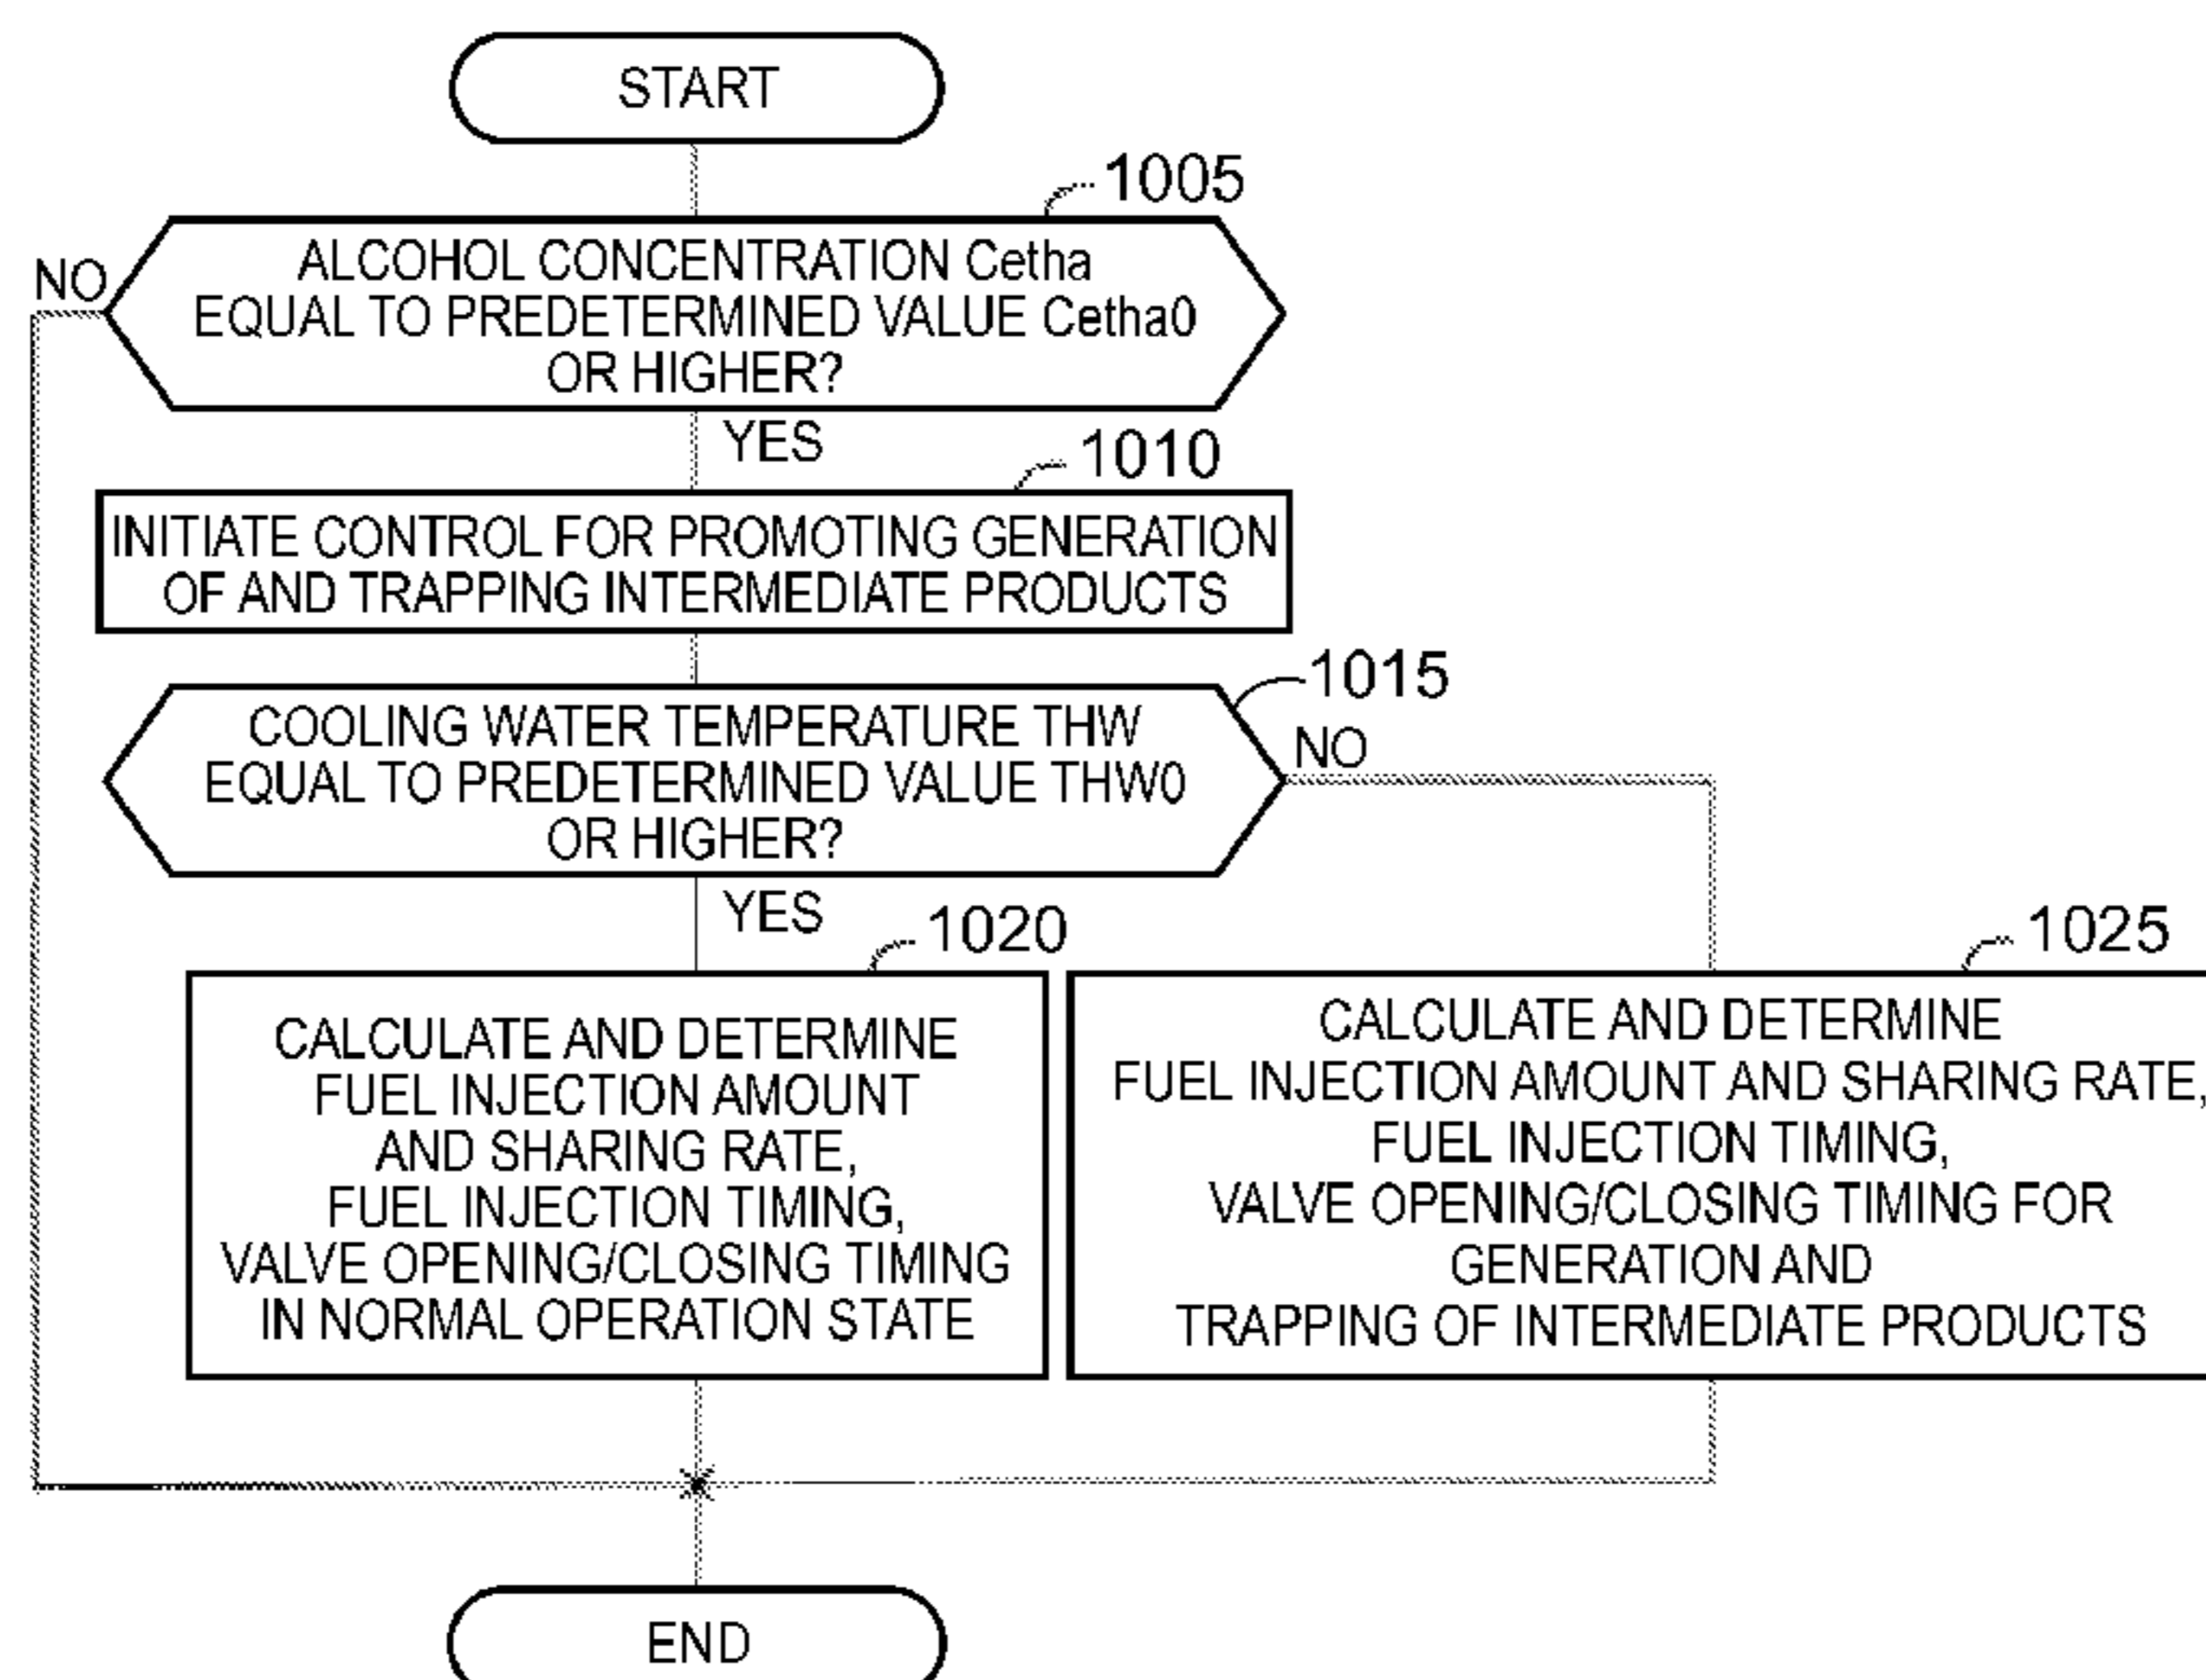 START
1005
ALCOHOL CONCENTRATION Cetha
EQUAL TO PREDETERMINED VALUE Cetha0
OR HIGHER?
NO
YES
1010
INITIATE CONTROL FOR PROMOTING GENERATION
OF AND TRAPPING INTERMEDIATE PRODUCTS
1015
COOLING WATER TEMPERATURE THW
EQUAL TO PREDETERMINED VALUE THW0
OR HIGHER?
NO
YES
1020
CALCULATE AND DETERMINE
FUEL INJECTION AMOUNT
AND SHARING RATE,
FUEL INJECTION TIMING,
VALVE OPENING/CLOSING TIMING
IN NORMAL OPERATION STATE
1025
CALCULATE AND DETERMINE
FUEL INJECTION AMOUNT AND SHARING RATE,
FUEL INJECTION TIMING,
VALVE OPENING/CLOSING TIMING FOR
GENERATION AND
TRAPPING OF INTERMEDIATE PRODUCTS
END